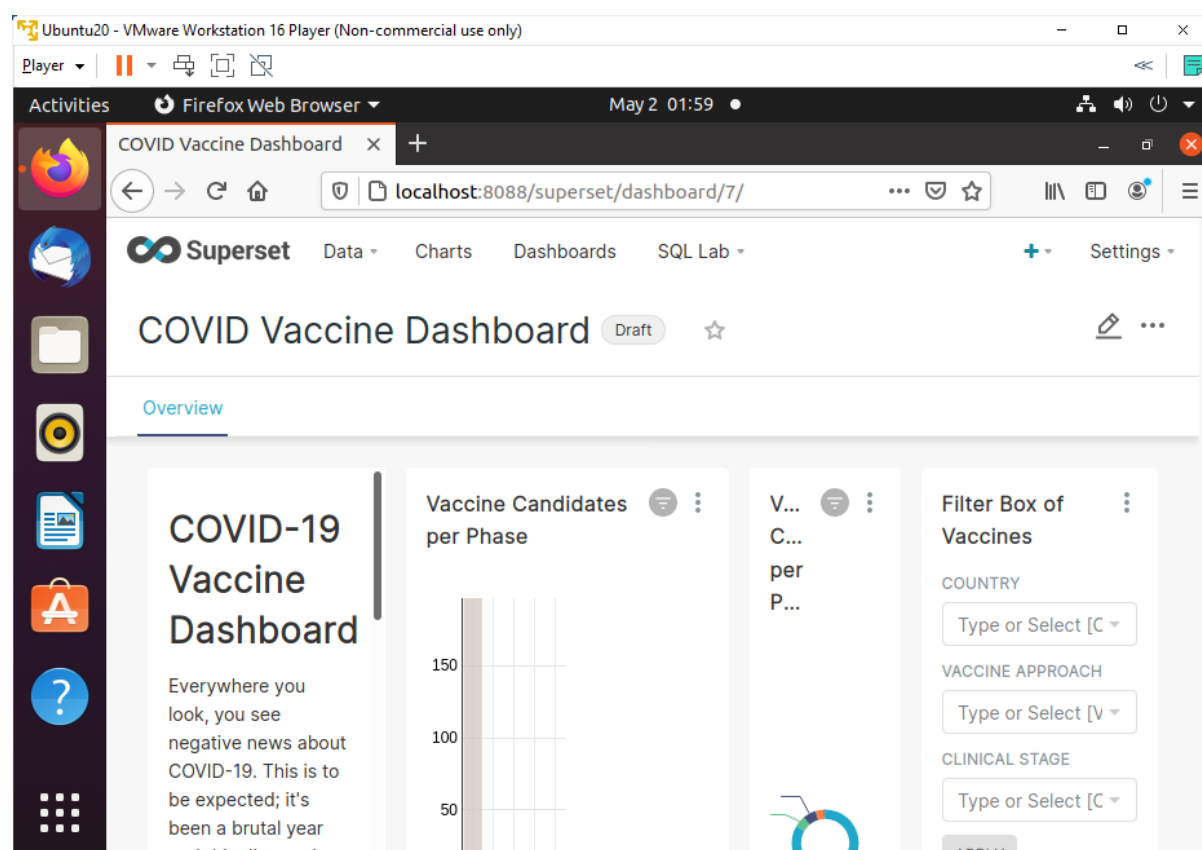 Ubuntu20 - VMware Workstation 16 Player (Non-commercial use only)
Player
Activities
Firefox Web Browser
May 2 01:59
COVID Vaccine Dashboard
localhost:8088/superset/dashboard/7/
Superset
Data
Charts
Dashboards
SQL Lab
Settings
COVID Vaccine Dashboard
Draft
Overview
COVID-19
Vaccine
Dashboard
Everywhere you
look, you see
negative news about
COVID-19. This is to
be expected; it's
been a brutal year
Vaccine Candidates
per Phase
150
100
50
V...
C...
per
P...
Filter Box of
Vaccines
COUNTRY
Type or Select [C
VACCINE APPROACH
Type or Select [V
CLINICAL STAGE
Type or Select [C